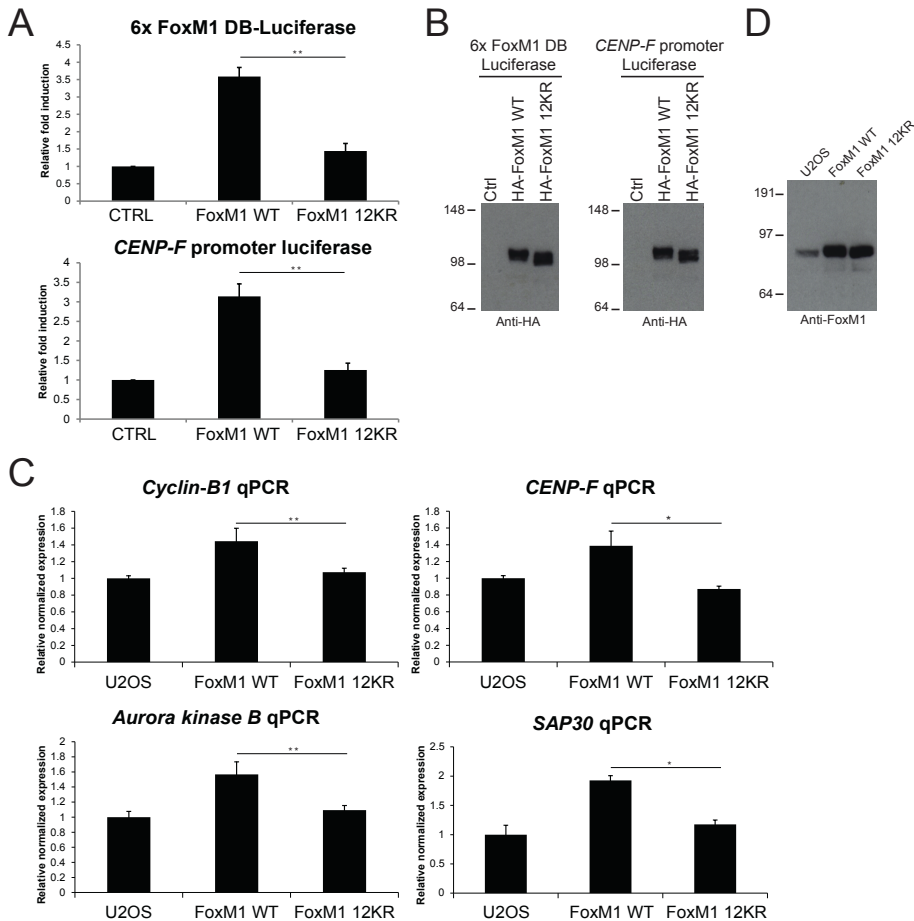 A
6x FoxM1 DB-Luciferase
Relative fold induction
4.5
4
3.5
3
2.5
2
1.5
1
0.5
0
**
CTRL
FoxM1 WT
FoxM1 12KR
CENP-F promoter luciferase
Relative fold induction
4
3.5
3
2.5
2
1.5
1
0.5
0
**
CTRL
FoxM1 WT
FoxM1 12KR
B
6x FoxM1 DB
Luciferase
Ctrl
HA-FoxM1 WT
HA-FoxM1 12KR
148
98
64
Anti-HA
CENP-F promoter
Luciferase
Ctrl
HA-FoxM1 WT
HA-FoxM1 12KR
148
98
64
Anti-HA
D
U2OS
FoxM1 WT
FoxM1 12KR
191
97
64
Anti-FoxM1
C
Cyclin-B1 qPCR
Relative normalized expression
1.8
1.6
1.4
1.2
1
0.8
0.6
0.4
0.2
0
**
U2OS
FoxM1 WT
FoxM1 12KR
CENP-F qPCR
Relative normalized expression
1.8
1.6
1.4
1.2
1
0.8
0.6
0.4
0.2
0
*
U2OS
FoxM1 WT
FoxM1 12KR
Aurora kinase B qPCR
Relative normalized expression
2
1.8
1.6
1.4
1.2
1
0.8
0.6
0.4
0.2
0
**
U2OS
FoxM1 WT
FoxM1 12KR
SAP30 qPCR
Relative normalized expression
2.5
2
1.5
1
0.5
0
*
U2OS
FoxM1 WT
FoxM1 12KR